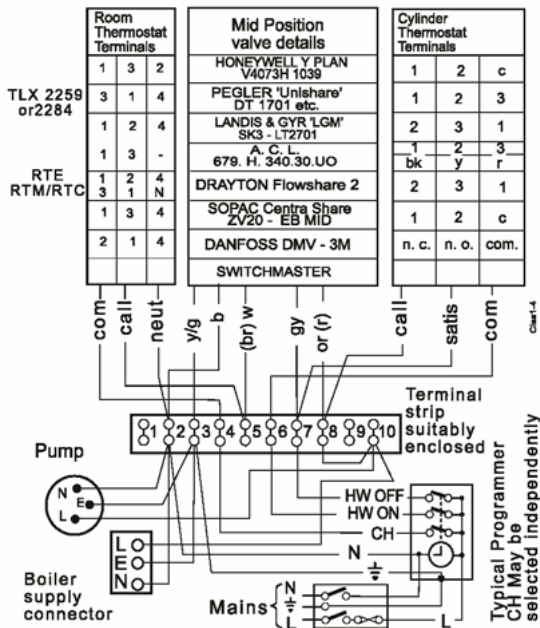 Room
Thermostat
Terminals
1 3 2
TLX 2259
or2284
3 1 4
1 2 4
1 3 -
RTE
RTM/RTC
1 2 4
3 1 N
1 3 4
2 1 4
Mid Position
valve details
HONEYWELL Y PLAN
V4073H 1039
PEGLER 'Unishare'
DT 1701 etc.
LANDIS & GYR 'LGM'
SK3 - LT2701
A. C. L.
679. H. 340.30.UO
DRAYTON Flowshare 2
SOPAC Centra Share
ZV20 - EB MID
DANFOSS DMV - 3M
SWITCHMASTER
Cylinder
Thermostat
Terminals
1 2 c
1 2 3
2 3 1
1 2 3
bk y r
2 3 1
1 2 c
n. c. n. o. com.
com
call
neut
y/g
b
(br) w
gy
or (r)
call
satis
com
1 2 3 4 5 6 7 8 9 10
Terminal
strip
suitably
enclosed
Pump
N
E
L
HW OFF
HW ON
CH
N
L
E
N
Boiler
supply
connector
Mains
N
L
L
Typical Programmer
CH May be
selected independently